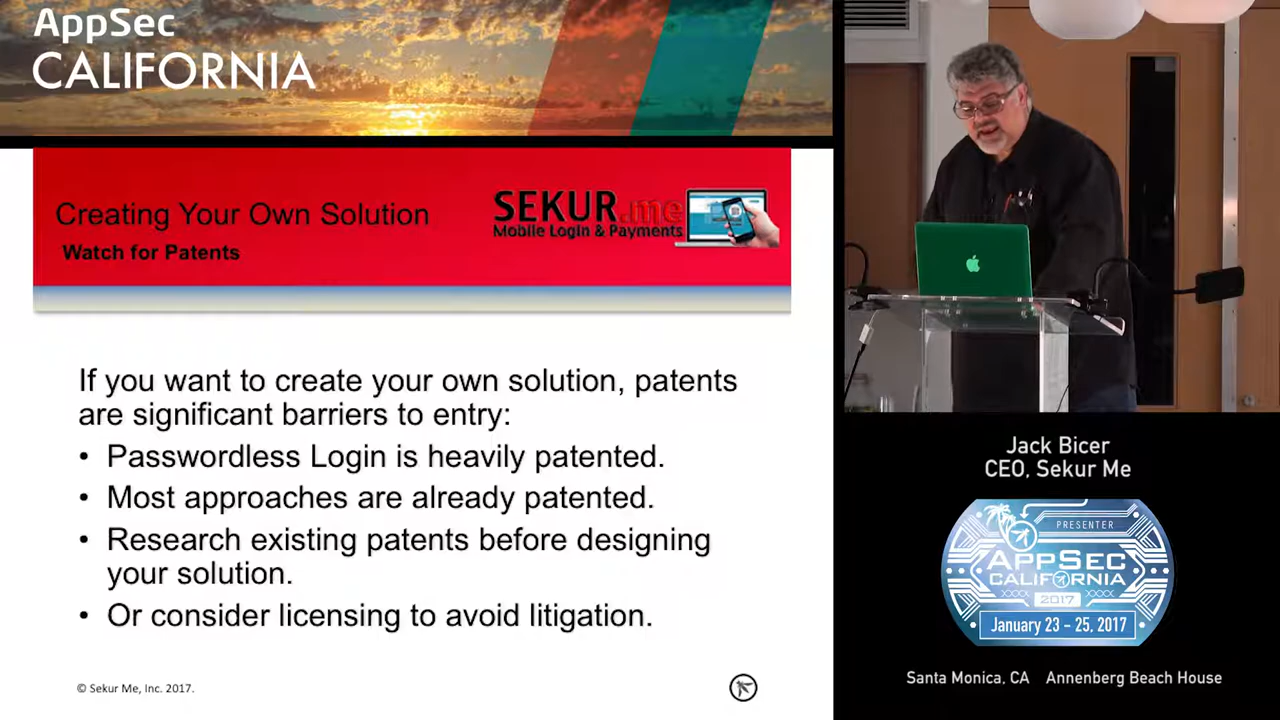 AppSec
CALIFORNIA
Creating Your Own Solution
Watch for Patents
SEKUR.me
Mobile Login & Payments
If you want to create your own solution, patents
are significant barriers to entry:
• Passwordless Login is heavily patented.
• Most approaches are already patented.
• Research existing patents before designing
your solution.
• Or consider licensing to avoid litigation.
© Sekur Me, Inc. 2017.
Jack Bicer
CEO, Sekur Me
PRESENTER
APPSEC
CALIFORNIA
2017
January 23 – 25, 2017
Santa Monica, CA Annenberg Beach House